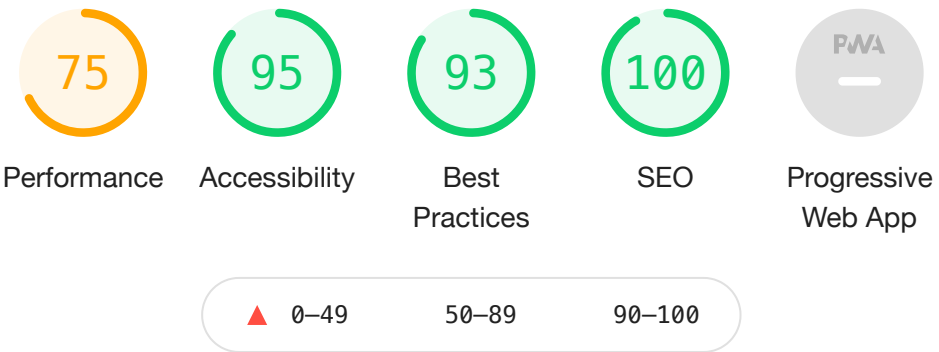 75 95 93 100 PWA
Performance Accessibility Best Practices SEO Progressive Web App
0–49 50–89 90–100